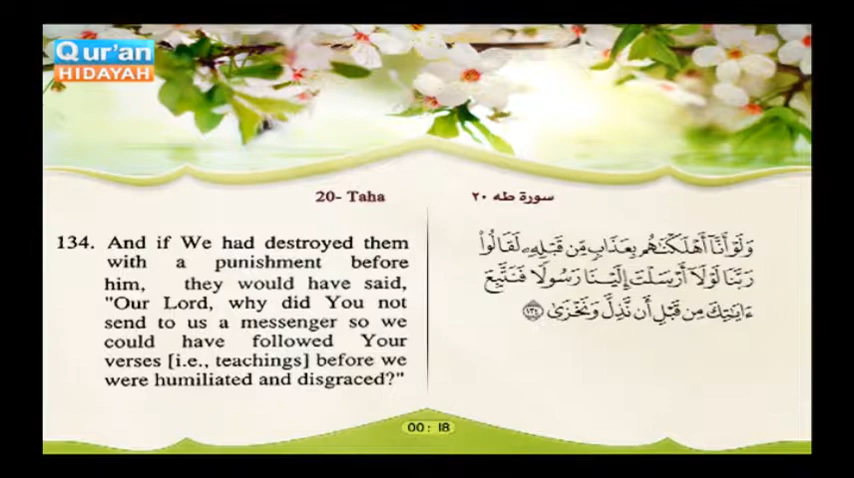 Qur'an
HIDAYAH
20- Taha
سورة طه ٢٠
134. And if We had destroyed them
with a punishment before
him, they would have said,
"Our Lord, why did You not
send to us a messenger so we
could have followed Your
verses [i.e., teachings] before we
were humiliated and disgraced?"
وَلَوْ أَنَّآ أَهْلَكْنَـٰهُم بِعَذَابٍ مِّن قَبْلِهِۦ لَقَالُوا۟
رَبَّنَا لَوْلَآ أَرْسَلْتَ إِلَيْنَا رَسُولًا فَنَتَّبِعَ
ءَايَـٰتِكَ مِن قَبْلِ أَن نَّذِلَّ وَنَخْزَىٰ ١٣٤
00: 18